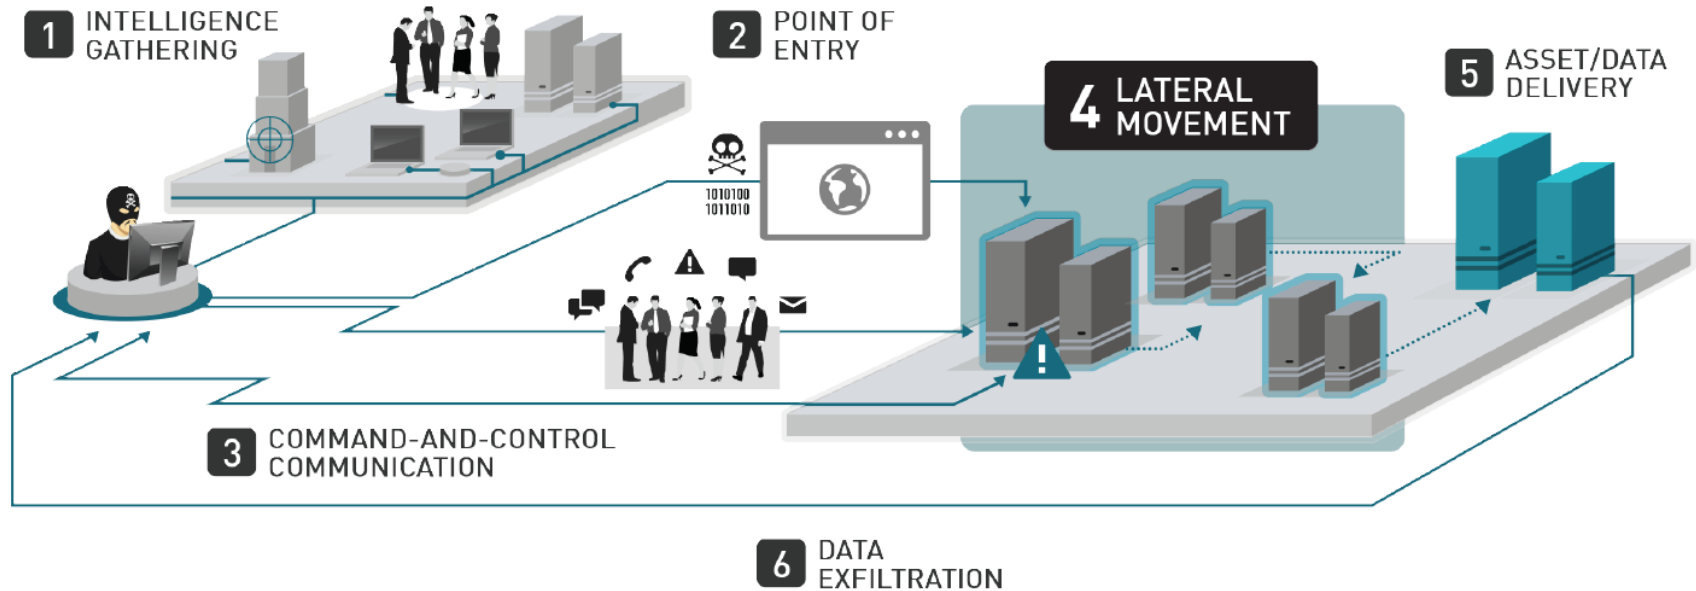 1 INTELLIGENCE
GATHERING
2 POINT OF
ENTRY
1010100
1011010
3 COMMAND-AND-CONTROL
COMMUNICATION
4 LATERAL
MOVEMENT
5 ASSET/DATA
DELIVERY
6 DATA
EXFILTRATION